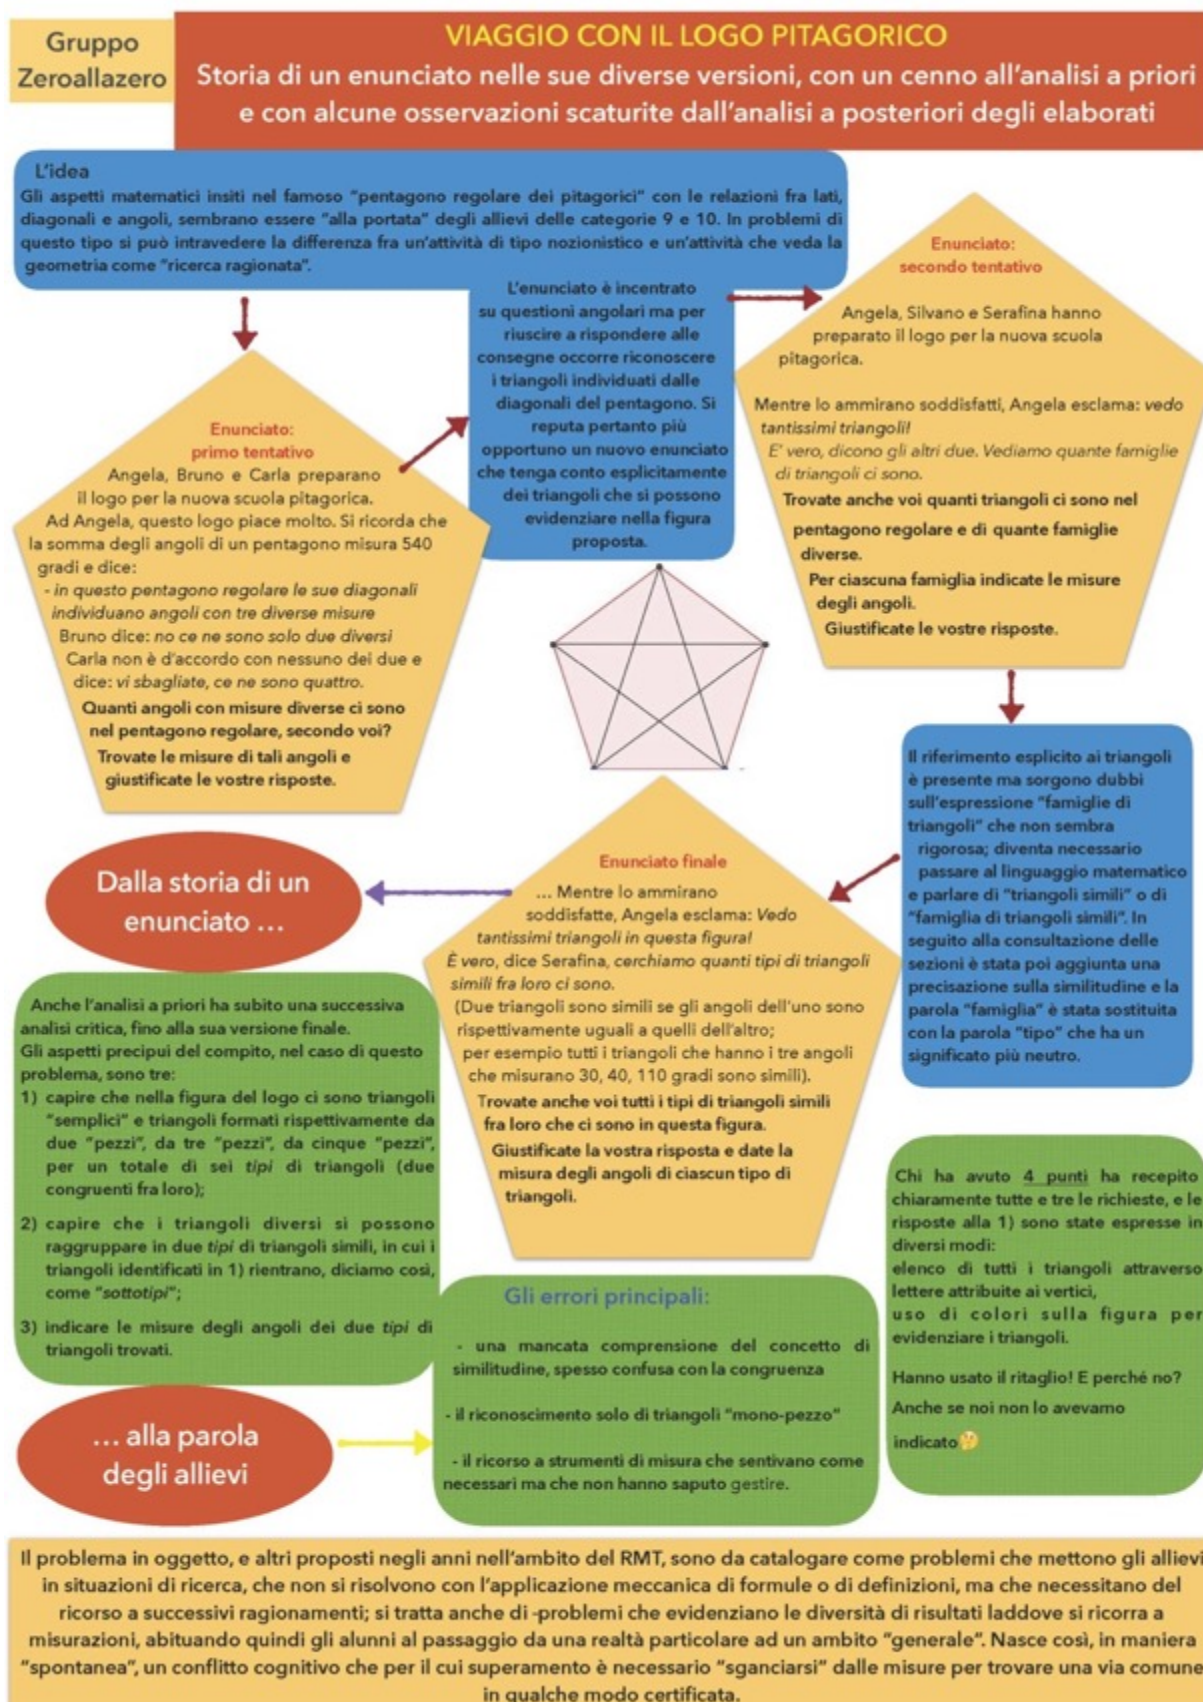 Gruppo
Zeroallazero
VIAGGIO CON IL LOGO PITAGORICO
Storia di un enunciato nelle sue diverse versioni, con un cenno all'analisi a priori
e con alcune osservazioni scaturite dall'analisi a posteriori degli elaborati
L'idea
Gli aspetti matematici insiti nel famoso "pentagono regolare dei pitagorici" con le relazioni fra lati,
diagonali e angoli, sembrano essere "alla portata" degli allievi delle categorie 9 e 10. In problemi di
questo tipo si può intravedere la differenza fra un'attività di tipo nozionistico e un'attività che veda la
geometria come "ricerca ragionata".
Enunciato:
primo tentativo
Angela, Bruno e Carla preparano
il logo per la nuova scuola pitagorica.
Ad Angela, questo logo piace molto. Si ricorda che
la somma degli angoli di un pentagono misura 540
gradi e dice:
- in questo pentagono regolare le sue diagonali
individuano angoli con tre diverse misure
Bruno dice: no ce ne sono solo due diversi
Carla non è d'accordo con nessuno dei due e
dice: vi sbagliate, ce ne sono quattro.
Quanti angoli con misure diverse ci sono
nel pentagono regolare, secondo voi?
Trovate le misure di tali angoli e
giustificate le vostre risposte.
L'enunciato è incentrato
su questioni angolari ma per
riuscire a rispondere alle
consegne occorre riconoscere
i triangoli individuati dalle
diagonali del pentagono. Si
reputa pertanto più
opportuno un nuovo enunciato
che tenga conto esplicitamente
dei triangoli che si possono
evidenziare nella figura
proposta.
Enunciato:
secondo tentativo
Angela, Silvano e Serafina hanno
preparato il logo per la nuova scuola
pitagorica.
Mentre lo ammirano soddisfatti, Angela esclama: vedo
tantissimi triangoli!
E' vero, dicono gli altri due. Vediamo quante famiglie
di triangoli ci sono.
Trovate anche voi quanti triangoli ci sono nel
pentagono regolare e di quante famiglie
diverse.
Per ciascuna famiglia indicate le misure
degli angoli.
Giustificate le vostre risposte.
Il riferimento esplicito ai triangoli
è presente ma sorgono dubbi
sull'espressione "famiglie di
triangoli" che non sembra
rigorosa; diventa necessario
passare al linguaggio matematico
e parlare di "triangoli simili" o di
"famiglia di triangoli simili". In
seguito alla consultazione delle
sezioni è stata poi aggiunta una
precisazione sulla similitudine e la
parola "famiglia" è stata sostituita
con la parola "tipo" che ha un
significato più neutro.
Enunciato finale
... Mentre lo ammirano
soddisfatte, Angela esclama: Vedo
tantissimi triangoli in questa figura!
È vero, dice Serafina, cerchiamo quanti tipi di triangoli
simili fra loro ci sono.
(Due triangoli sono simili se gli angoli dell'uno sono
rispettivamente uguali a quelli dell'altro;
per esempio tutti i triangoli che hanno i tre angoli
che misurano 30, 40, 110 gradi sono simili).
Trovate anche voi tutti i tipi di triangoli simili
fra loro che ci sono in questa figura.
Giustificate la vostra risposta e date la
misura degli angoli di ciascun tipo di
triangoli.
Dalla storia di un
enunciato ...
Anche l'analisi a priori ha subìto una successiva
analisi critica, fino alla sua versione finale.
Gli aspetti precipui del compito, nel caso di questo
problema, sono tre:
1) capire che nella figura del logo ci sono triangoli
"semplici" e triangoli formati rispettivamente da
due "pezzi", da tre "pezzi", da cinque "pezzi",
per un totale di sei tipi di triangoli (due
congruenti fra loro);
2) capire che i triangoli diversi si possono
raggruppare in due tipi di triangoli simili, in cui i
triangoli identificati in 1) rientrano, diciamo così,
come "sottotipi";
3) indicare le misure degli angoli dei due tipi di
triangoli trovati.
... alla parola
degli allievi
Gli errori principali:
- una mancata comprensione del concetto di
similitudine, spesso confusa con la congruenza
- il riconoscimento solo di triangoli "mono-pezzo"
- il ricorso a strumenti di misura che sentivano come
necessari ma che non hanno saputo gestire.
Chi ha avuto 4 punti ha recepito
chiaramente tutte e tre le richieste, e le
risposte alla 1) sono state espresse in
diversi modi:
elenco di tutti i triangoli attraverso
lettere attribuite ai vertici,
uso di colori sulla figura per
evidenziare i triangoli.
Hanno usato il ritaglio! E perché no?
Anche se noi non lo avevamo
indicato🤔
Il problema in oggetto, e altri proposti negli anni nell'ambito del RMT, sono da catalogare come problemi che mettono gli allievi
in situazioni di ricerca, che non si risolvono con l'applicazione meccanica di formule o di definizioni, ma che necessitano del
ricorso a successivi ragionamenti; si tratta anche di -problemi che evidenziano le diversità di risultati laddove si ricorra a
misurazioni, abituando quindi gli alunni al passaggio da una realtà particolare ad un ambito "generale". Nasce così, in maniera
"spontanea", un conflitto cognitivo che per il cui superamento è necessario "sganciarsi" dalle misure per trovare una via comune
in qualche modo certificata.